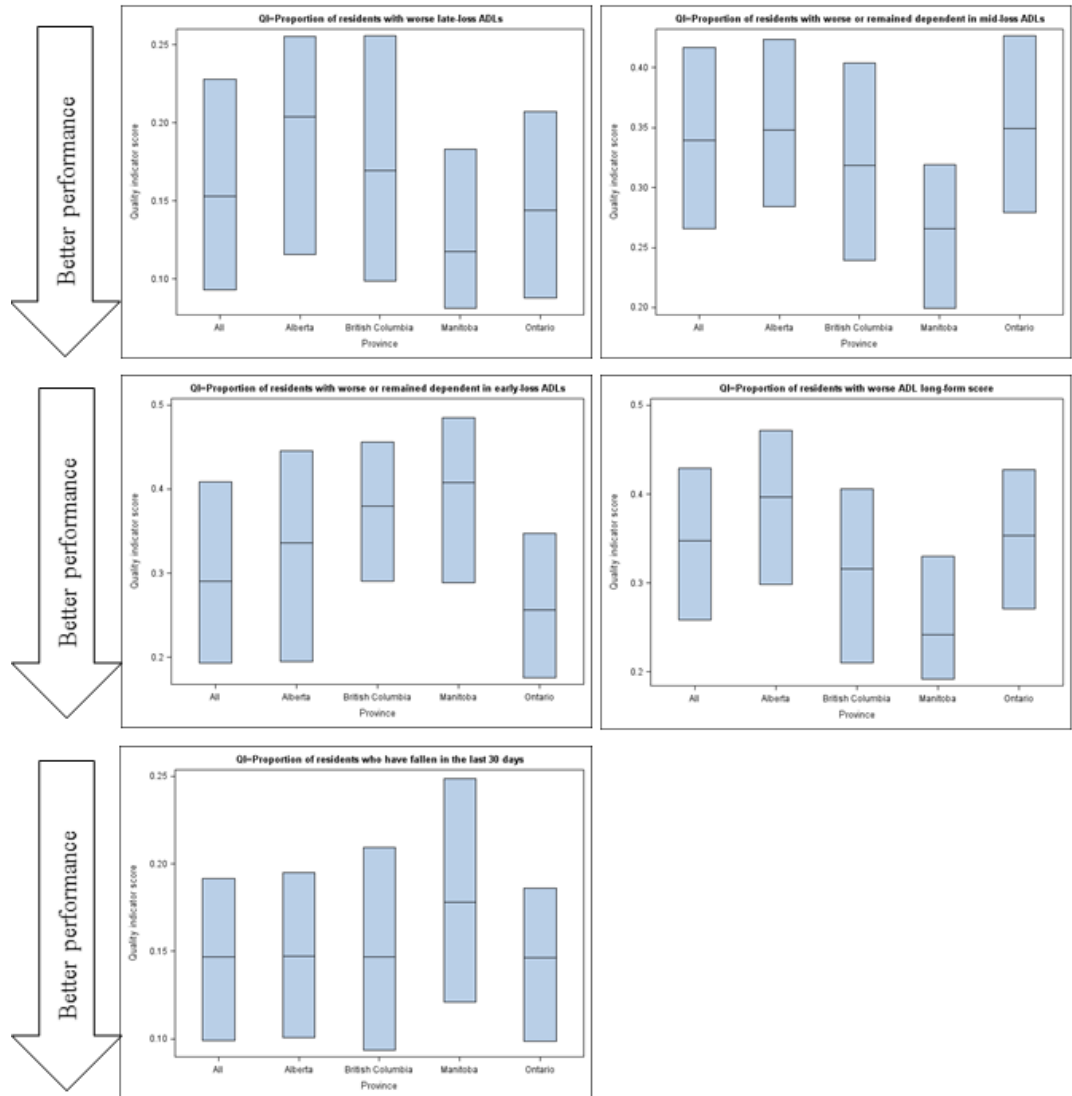 Better performance
QI=Proportion of residents with worse late-loss ADLs
Quality indicator score
0.25
0.20
0.15
0.10
All Alberta British Columbia Manitoba Ontario
Province
QI=Proportion of residents with worse or remained dependent in mid-loss ADLs
Quality indicator score
0.40
0.35
0.30
0.25
0.20
All Alberta British Columbia Manitoba Ontario
Province
Better performance
QI=Proportion of residents with worse or remained dependent in early-loss ADLs
Quality indicator score
0.5
0.4
0.3
0.2
All Alberta British Columbia Manitoba Ontario
Province
QI=Proportion of residents with worse ADL long-form score
Quality indicator score
0.5
0.4
0.3
0.2
All Alberta British Columbia Manitoba Ontario
Province
Better performance
QI=Proportion of residents who have fallen in the last 30 days
Quality indicator score
0.25
0.20
0.15
0.10
All Alberta British Columbia Manitoba Ontario
Province